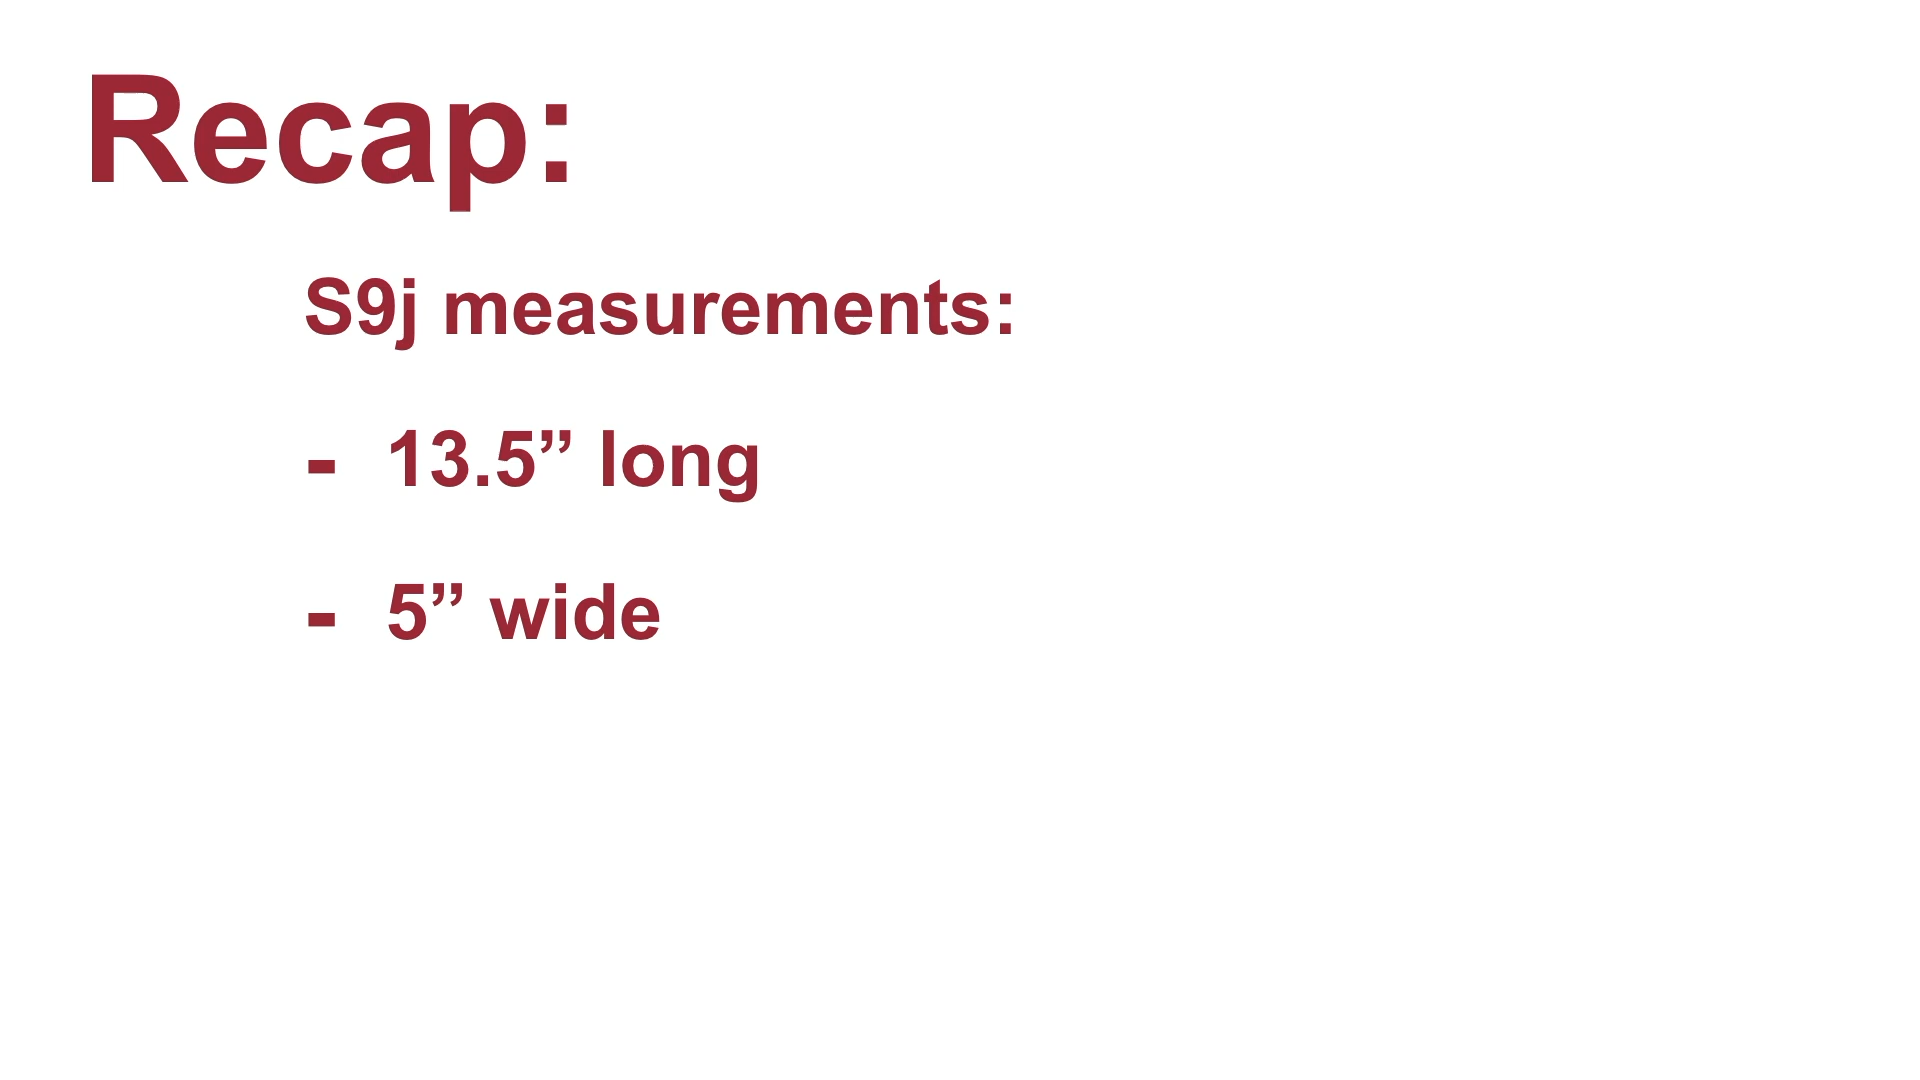 Recap:
S9j measurements:
- 13.5” long
- 5” wide